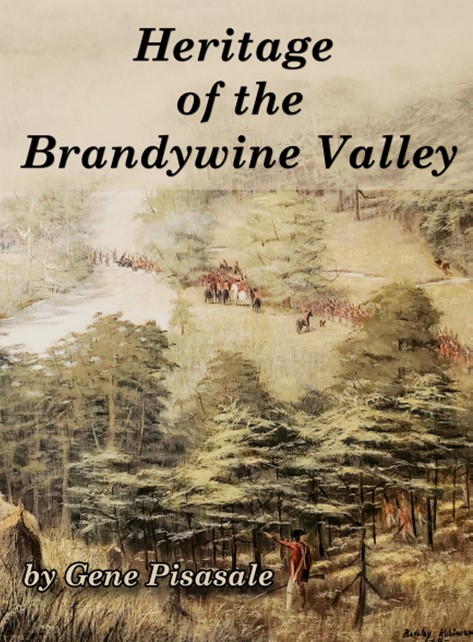 Heritage
of the
Brandywine Valley
by Gene Pisasale